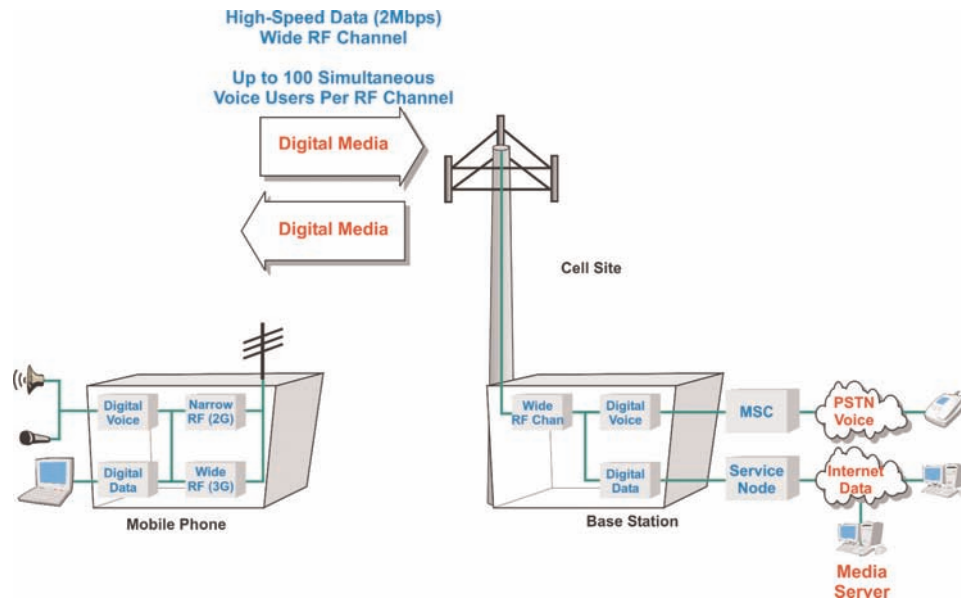 High-Speed Data (2Mbps)
Wide RF Channel
Up to 100 Simultaneous
Voice Users Per RF Channel
Digital Media
Digital Media
Cell Site
Digital
Voice
Narrow
RF (2G)
Digital
Data
Wide
RF (3G)
Mobile Phone
Wide
RF Chan
Digital
Voice
MSC
PSTN
Voice
Digital
Data
Service
Node
Internet
Data
Base Station
Media
Server